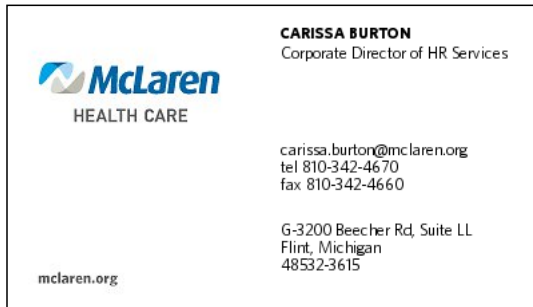 McLaren
HEALTH CARE
mclaren.org
CARISSA BURTON
Corporate Director of HR Services
carissa.burton@mclaren.org
tel 810-342-4670
fax 810-342-4660
G-3200 Beecher Rd, Suite LL
Flint, Michigan
48532-3615